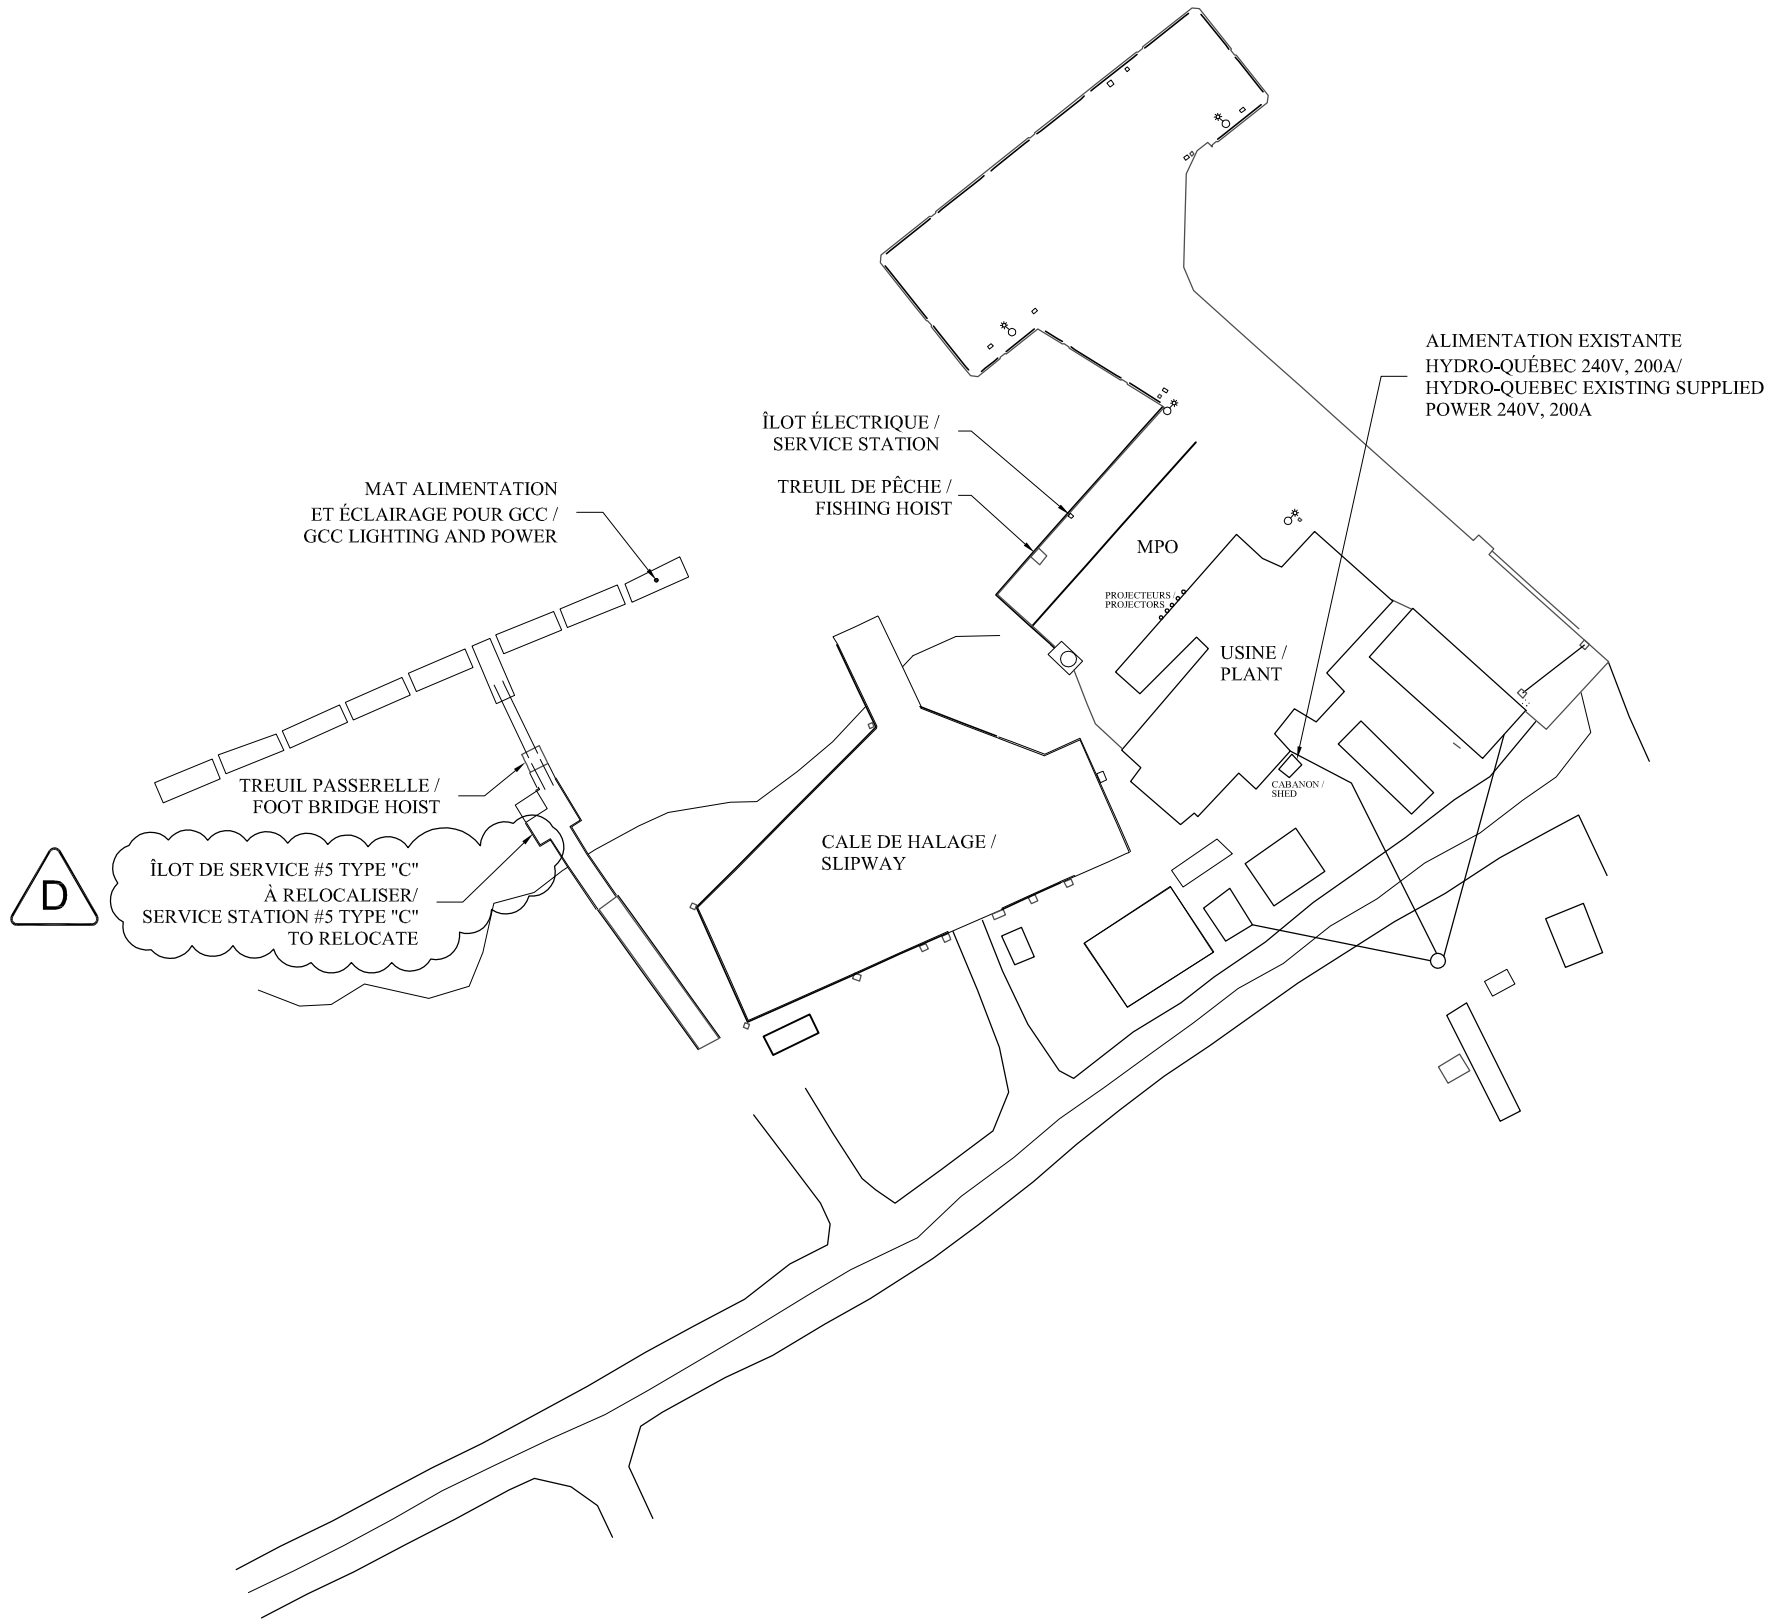 ALIMENTATION EXISTANTE
HYDRO-QUÉBEC 240V, 200A/
HYDRO-QUEBEC EXISTING SUPPLIED
POWER 240V, 200A
ÎLOT ÉLECTRIQUE /
SERVICE STATION
TREUIL DE PÊCHE /
FISHING HOIST
MAT ALIMENTATION
ET ÉCLAIRAGE POUR GCC /
GCC LIGHTING AND POWER
MPO
PROJECTEURS /
PROJECTORS
USINE /
PLANT
CABANON /
SHED
TREUIL PASSERELLE /
FOOT BRIDGE HOIST
CALE DE HALAGE /
SLIPWAY
D
ÎLOT DE SERVICE #5 TYPE "C"
À RELOCALISER/
SERVICE STATION #5 TYPE "C"
TO RELOCATE